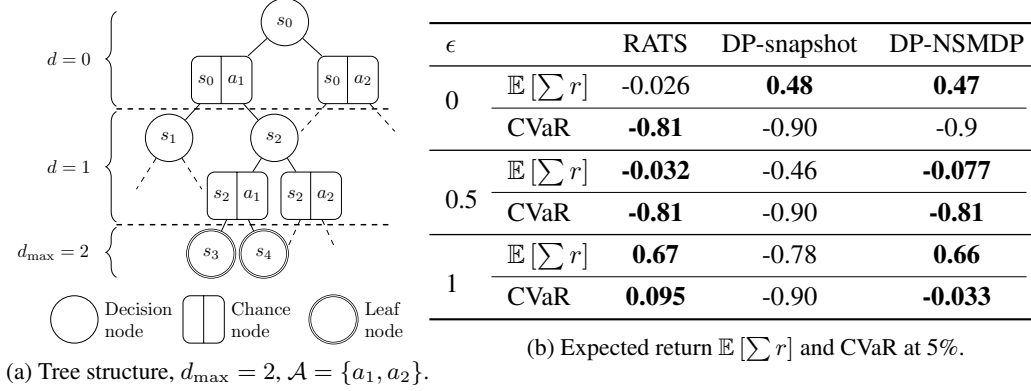 s₀
d = 0
s₀ a₁ s₀ a₂
s₁ s₂
d = 1
s₂ a₁ s₂ a₂
d_max = 2
s₃ s₄
Decision node
Chance node
Leaf node
(a) Tree structure, d_max = 2, 𝒜 = {a₁, a₂}.
ϵ RATS DP-snapshot DP-NSMDP
0 𝔼 [∑ r] -0.026 0.48 0.47
CVaR -0.81 -0.90 -0.9
0.5 𝔼 [∑ r] -0.032 -0.46 -0.077
CVaR -0.81 -0.90 -0.81
1 𝔼 [∑ r] 0.67 -0.78 0.66
CVaR 0.095 -0.90 -0.033
(b) Expected return 𝔼 [∑ r] and CVaR at 5%.